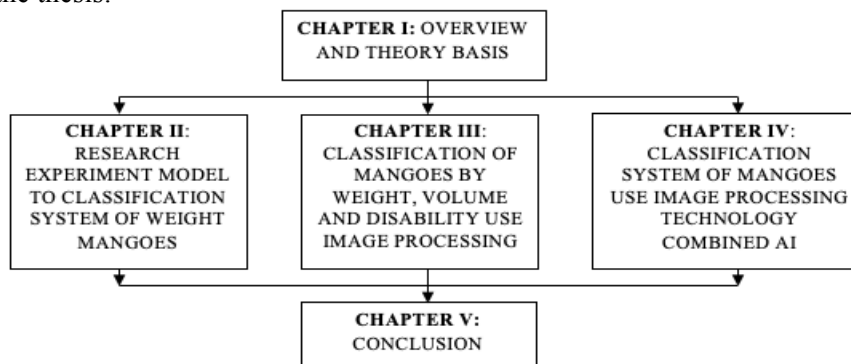 the thesis.
CHAPTER I: OVERVIEW
AND THEORY BASIS
CHAPTER II:
RESEARCH
EXPERIMENT MODEL
TO CLASSIFICATION
SYSTEM OF WEIGHT
MANGOES
CHAPTER III:
CLASSIFICATION OF
MANGOES BY
WEIGHT, VOLUME
AND DISABILITY USE
IMAGE PROCESSING
CHAPTER IV:
CLASSIFICATION
SYSTEM OF MANGOES
USE IMAGE PROCESSING
TECHNOLOGY
COMBINED AI
CHAPTER V:
CONCLUSION